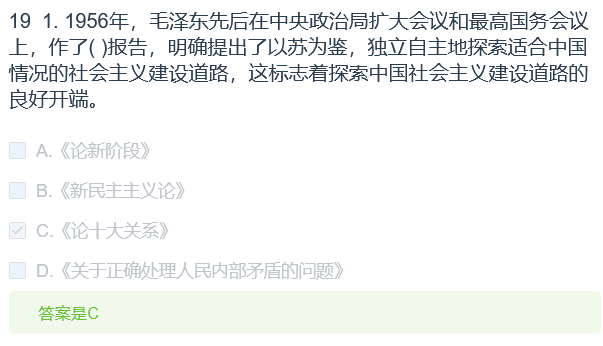 19 1. 1956年，毛泽东先后在中央政治局扩大会议和最高国务会议
上，作了( )报告，明确提出了以苏为鉴，独立自主地探索适合中国
情况的社会主义建设道路，这标志着探索中国社会主义建设道路的
良好开端。
A.《论新阶段》
B.《新民主主义论》
C.《论十大关系》
D.《关于正确处理人民内部矛盾的问题》
答案是C